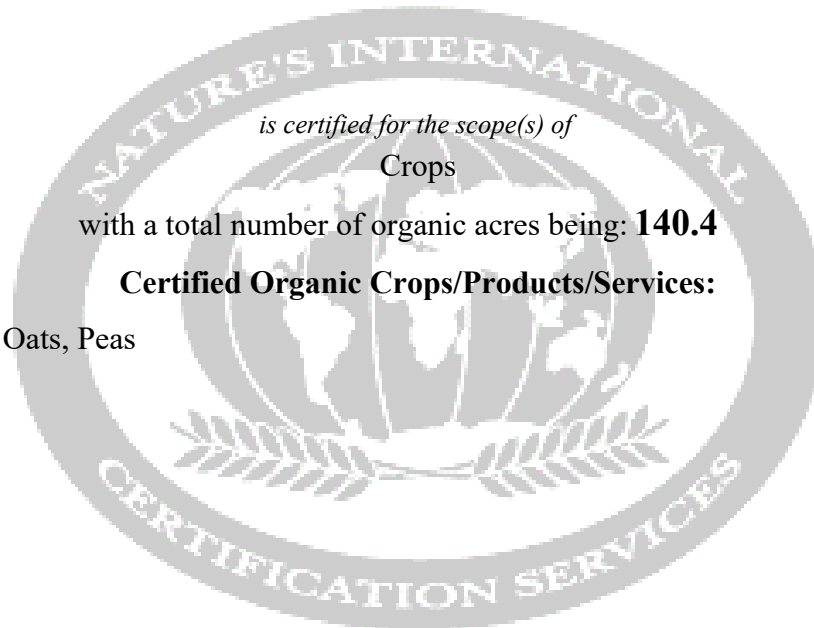 NATURE'S INTERNATIONAL
is certified for the scope(s) of
Crops
with a total number of organic acres being: 140.4
Certified Organic Crops/Products/Services:
Oats, Peas
CERTIFICATION SERVICES